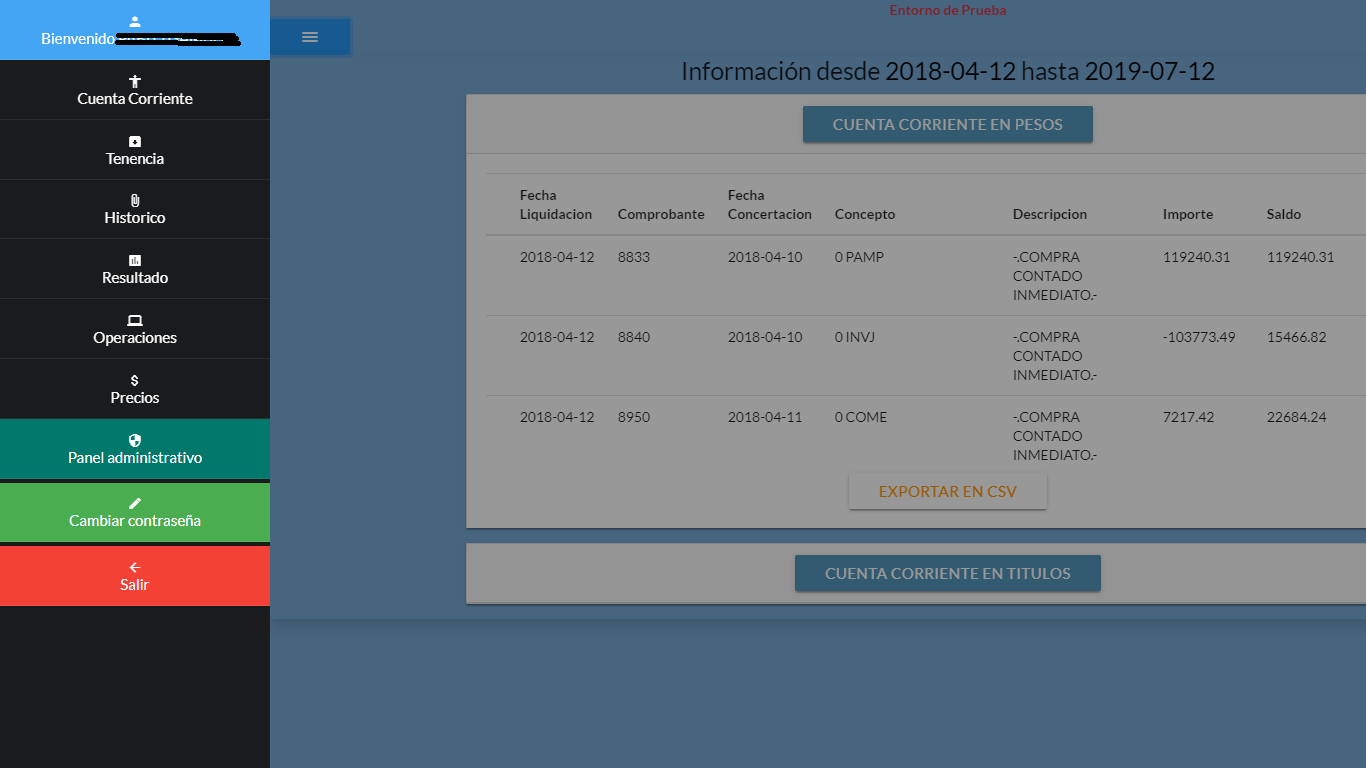 Bienvenido
Cuenta Corriente
Tenencia
Historico
Resultado
Operaciones
Precios
Panel administrativo
Cambiar contraseña
Salir
Entorno de Prueba
Información desde 2018-04-12 hasta 2019-07-12
CUENTA CORRIENTE EN PESOS
Fecha Liquidacion Comprobante Fecha Concertacion Concepto Descripcion Importe Saldo
2018-04-12 8833 2018-04-10 0 PAMP -.COMPRA 119240.31 119240.31
CONTADO
INMEDIATO.-
2018-04-12 8840 2018-04-10 0 INVJ -.COMPRA -103773.49 15466.82
CONTADO
INMEDIATO.-
2018-04-12 8950 2018-04-11 0 COME -.COMPRA 7217.42 22684.24
CONTADO
INMEDIATO.-
EXPORTAR EN CSV
CUENTA CORRIENTE EN TITULOS